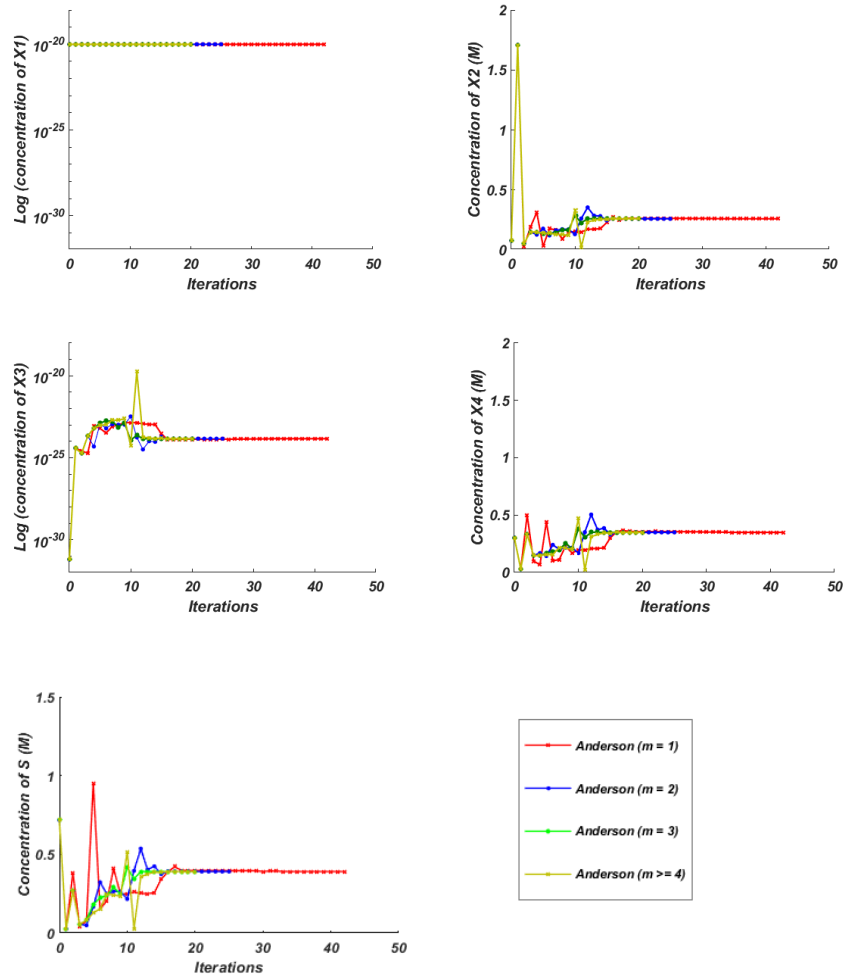 Log (concentration of X1)
10^-20
10^-25
10^-30
0 10 20 30 40 50
Iterations
Concentration of X2 (M)
2
1.5
1
0.5
0
0 10 20 30 40 50
Iterations
Log (concentration of X3)
10^-20
10^-25
10^-30
0 10 20 30 40 50
Iterations
Concentration of X4 (M)
2
1.5
1
0.5
0
0 10 20 30 40 50
Iterations
Concentration of S (M)
1.5
1
0.5
0
0 10 20 30 40 50
Iterations
Anderson (m = 1)
Anderson (m = 2)
Anderson (m = 3)
Anderson (m >= 4)